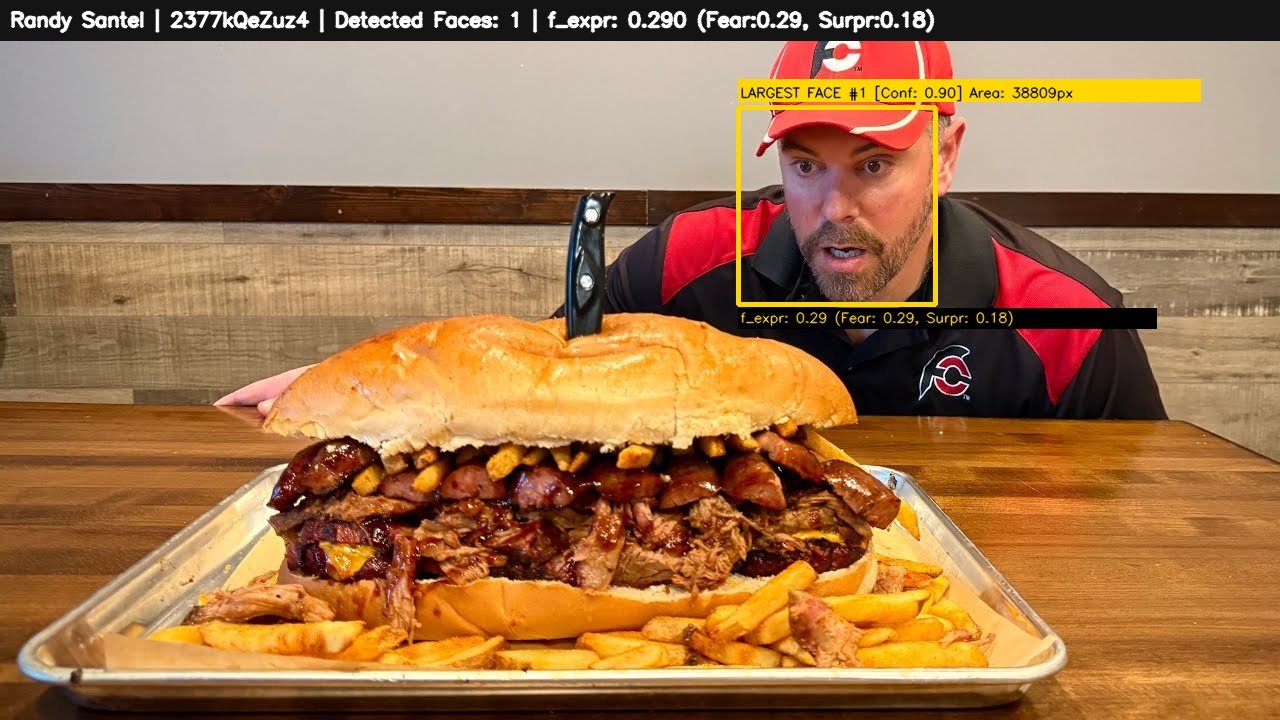 Randy Santel | 2377kQeZuz4 | Detected Faces: 1 | f_expr: 0.290 (Fear:0.29, Surpr:0.18)
LARGEST FACE #1 [Conf: 0.90] Area: 38809px
f_expr: 0.29 (Fear: 0.29, Surpr: 0.18)